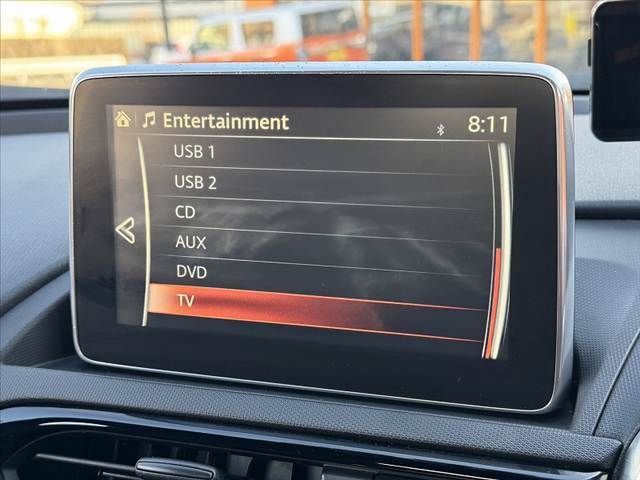 Entertainment 8:11
USB 1
USB 2
CD
AUX
DVD
TV